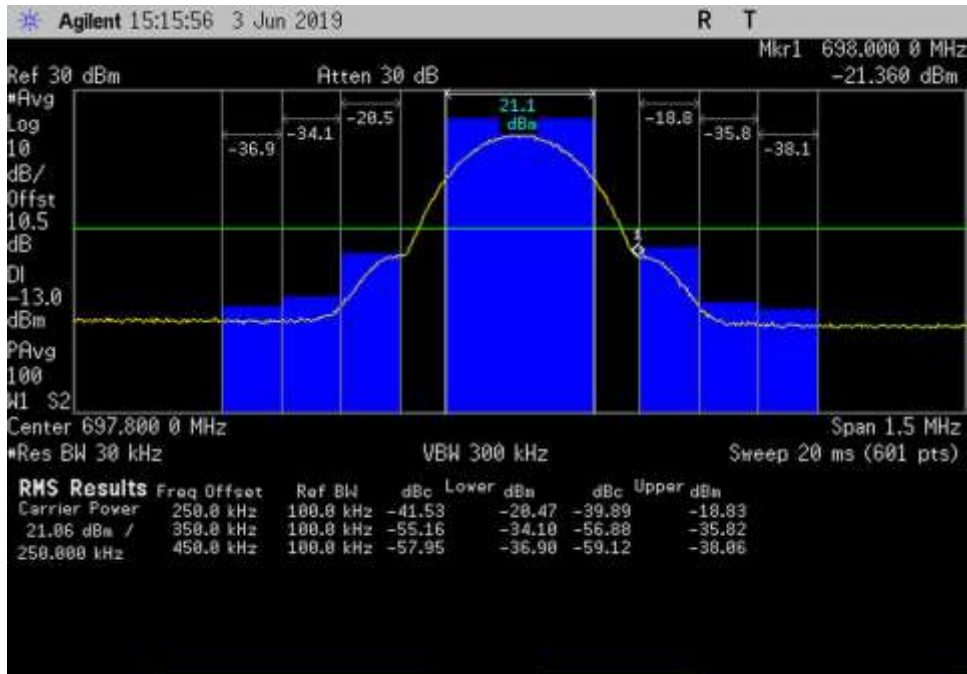 Agilent 15:15:56 3 Jun 2019 R T
Mkr1 698.000 0 MHz
Ref 30 dBm Atten 30 dB -21.360 dBm
#Avg
Log
10
dB/
Offset
10.5
dB
DI
-13.0
dBm
PAvg
100
W1 S2
-36.9
-34.1
-20.5
21.1
dBm
-18.8
-35.8
-38.1
1
Center 697.800 0 MHz Span 1.5 MHz
#Res BW 30 kHz VBW 300 kHz Sweep 20 ms (601 pts)
RMS Results Freq Offset Ref BW dBc Lower dBm dBc Upper dBm
Carrier Power 250.0 kHz 100.0 kHz -41.53 -20.47 -39.89 -18.83
21.06 dBm / 350.0 kHz 100.0 kHz -55.16 -34.10 -56.88 -35.82
250.000 kHz 450.0 kHz 100.0 kHz -57.95 -36.90 -59.12 -38.06